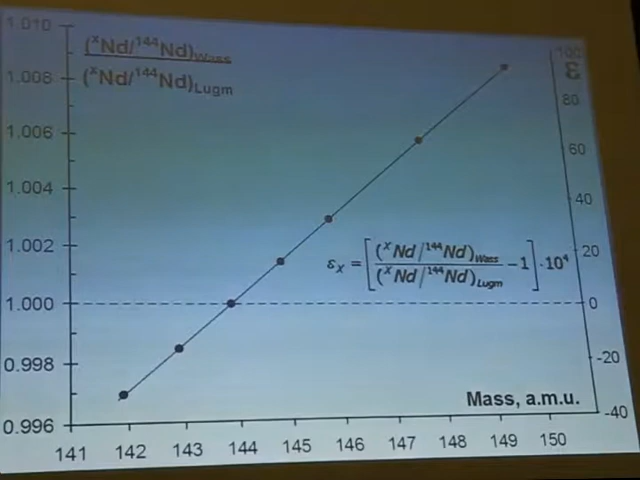 1.010
(ˣNd/¹⁴⁴Nd)Wass
(ˣNd/¹⁴⁴Nd)Lugm
1.008
1.006
1.004
1.002
1.000
0.998
0.996
100
ε
80
60
40
20
0
-20
-40
εX = [(ˣNd/¹⁴⁴Nd)Wass / (ˣNd/¹⁴⁴Nd)Lugm −1]·10⁴
Mass, a.m.u.
141 142 143 144 145 146 147 148 149 150